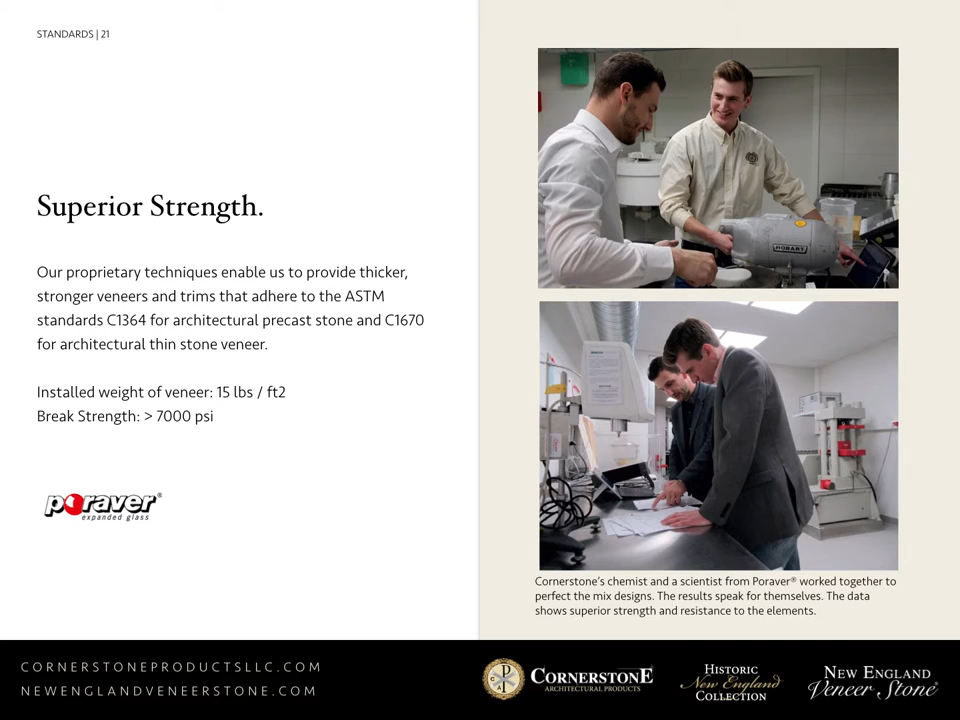 STANDARDS | 21
Superior Strength.
Our proprietary techniques enable us to provide thicker,
stronger veneers and trims that adhere to the ASTM
standards C1364 for architectural precast stone and C1670
for architectural thin stone veneer.
Installed weight of veneer: 15 lbs / ft2
Break Strength: > 7000 psi
poraver®
expanded glass
HOBART
Cornerstone's chemist and a scientist from Poraver® worked together to
perfect the mix designs. The results speak for themselves. The data
shows superior strength and resistance to the elements.
CORNERSTONEPRODUCTSLLC.COM
NEWENGLANDVENEERSTONE.COM
CORNERSTONE®
ARCHITECTURAL PRODUCTS
HISTORIC
New England
COLLECTION
NEW ENGLAND
Veneer Stone®